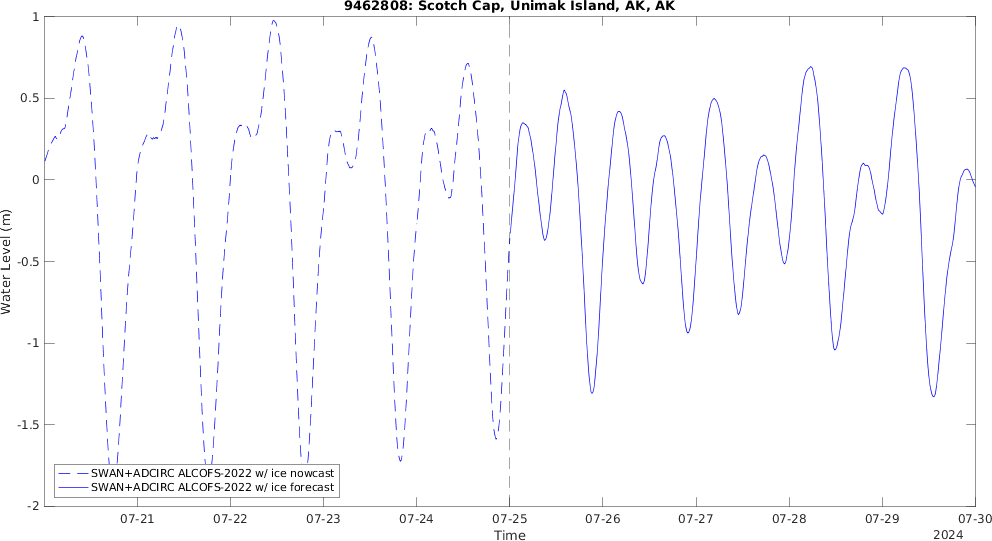 9462808: Scotch Cap, Unimak Island, AK, AK
Water Level (m)
1
0.5
0
-0.5
-1
-1.5
-2
SWAN+ADCIRC ALCOFS-2022 w/ ice nowcast
SWAN+ADCIRC ALCOFS-2022 w/ ice forecast
07-21 07-22 07-23 07-24 07-25 07-26 07-27 07-28 07-29 07-30
Time
2024